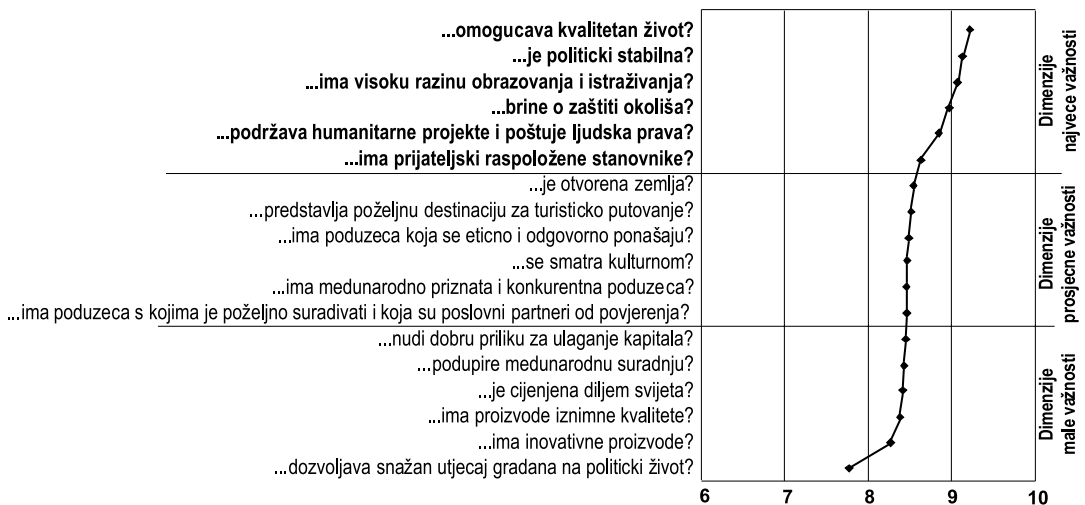 ...omogucava kvalitetan život?
...je politicki stabilna?
...ima visoku razinu obrazovanja i istraživanja?
...brine o zaštiti okoliša?
...podržava humanitarne projekte i poštuje ljudska prava?
...ima prijateljski raspoložene stanovnike?
Dimenzije
najvece važnosti
...je otvorena zemlja?
...predstavlja poželjnu destinaciju za turisticko putovanje?
...ima poduzeca koja se eticno i odgovorno ponašaju?
...se smatra kulturnom?
...ima medunarodno priznata i konkurentna poduzeca?
...ima poduzeca s kojima je poželjno suradivati i koja su poslovni partneri od povjerenja?
Dimenzije
prosjecne važnosti
...nudi dobru priliku za ulaganje kapitala?
...podupire medunarodnu suradnju?
...je cijenjena diljem svijeta?
...ima proizvode iznimne kvalitete?
...ima inovativne proizvode?
...dozvoljava snažan utjecaj gradana na politicki život?
Dimenzije
male važnosti
6 7 8 9 10